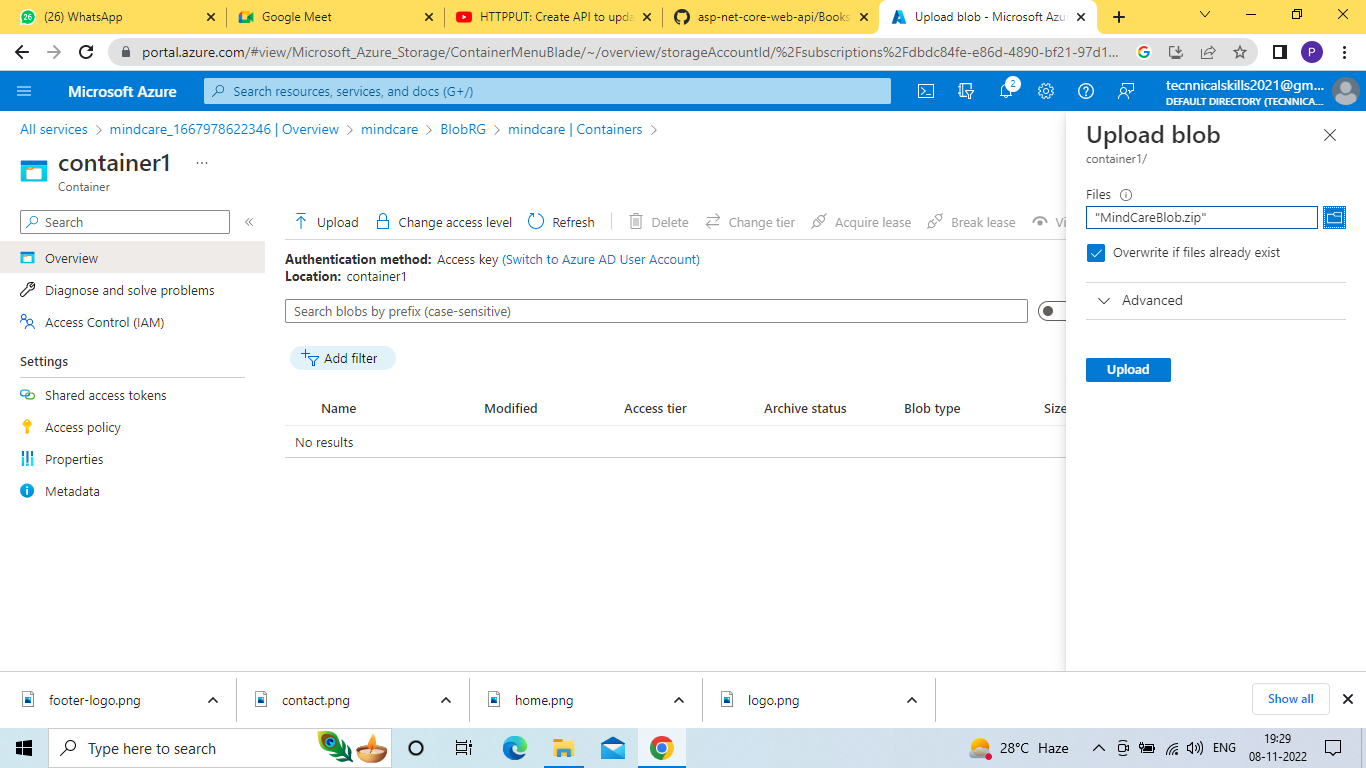 (26) WhatsApp
Google Meet
HTTPPUT: Create API to upda
asp-net-core-web-api/Books
Upload blob - Microsoft Azu
portal.azure.com/#view/Microsoft_Azure_Storage/ContainerMenuBlade/~/overview/storageAccountId/%2Fsubscriptions%2Fdbdc84fe-e86d-4890-bf21-97d1...
P
Microsoft Azure
Search resources, services, and docs (G+/)
2
tecnnicalskills2021@gm...
DEFAULT DIRECTORY (TECNNICA...
All services > mindcare_1667978622346 | Overview > mindcare > BlobRG > mindcare | Containers >
container1 ...
Container
Search
«
Overview
Diagnose and solve problems
Access Control (IAM)
Settings
Shared access tokens
Access policy
Properties
Metadata
Upload
Change access level
Refresh
Delete
Change tier
Acquire lease
Break lease
Vi
Authentication method: Access key (Switch to Azure AD User Account)
Location: container1
Search blobs by prefix (case-sensitive)
Add filter
Name Modified Access tier Archive status Blob type Size
No results
Upload blob
container1/
Files
"MindCareBlob.zip"
Overwrite if files already exist
Advanced
Upload
footer-logo.png
contact.png
home.png
logo.png
Show all
Type here to search
28°C Haze
ENG
19:29
08-11-2022